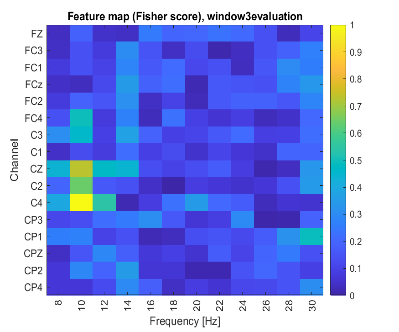 Feature map (Fisher score), window3evaluation
FZ
FC3
FC1
FCz
FC2
FC4
C3
C1
CZ
C2
C4
CP3
CP1
CPZ
CP2
CP4
Channel
8 10 12 14 16 18 20 22 24 26 28 30
Frequency [Hz]
1
0.9
0.8
0.7
0.6
0.5
0.4
0.3
0.2
0.1
0